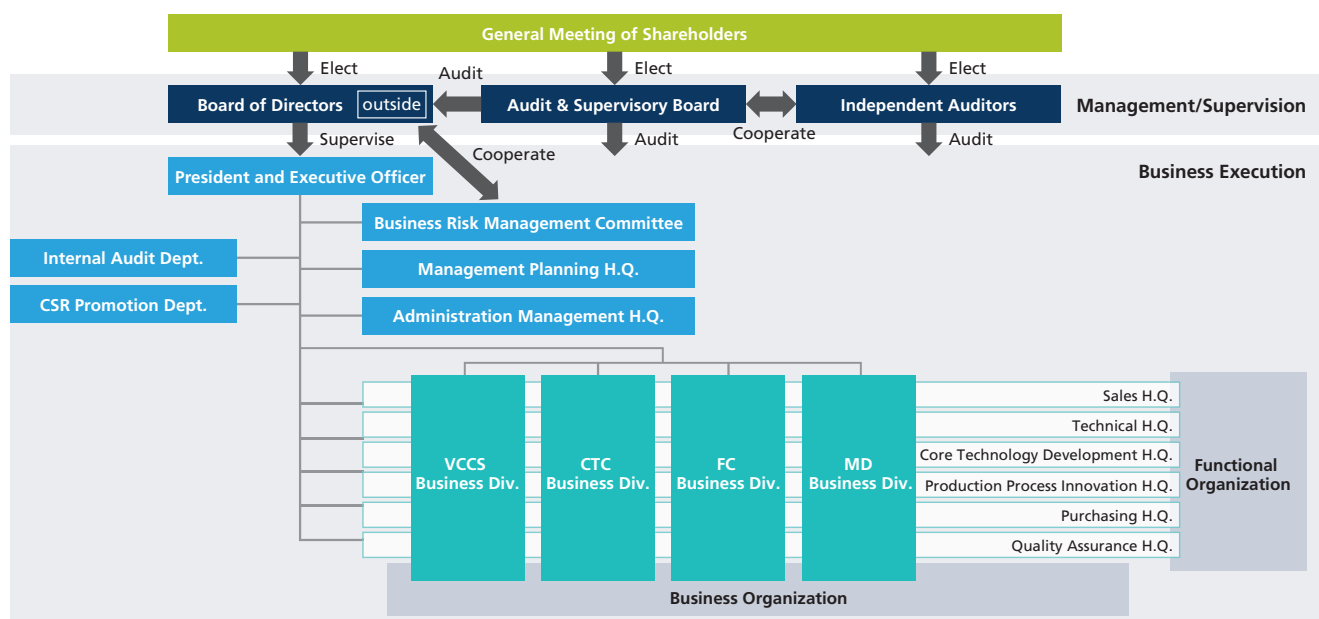 General Meeting of Shareholders
Elect
Elect
Elect
Audit
Board of Directors outside
Audit & Supervisory Board
Independent Auditors
Management/Supervision
Cooperate
Supervise
Audit
Audit
Cooperate
President and Executive Officer
Business Execution
Business Risk Management Committee
Internal Audit Dept.
Management Planning H.Q.
CSR Promotion Dept.
Administration Management H.Q.
VCCS
Business Div.
CTC
Business Div.
FC
Business Div.
MD
Business Div.
Sales H.Q.
Technical H.Q.
Core Technology Development H.Q.
Production Process Innovation H.Q.
Purchasing H.Q.
Quality Assurance H.Q.
Functional
Organization
Business Organization